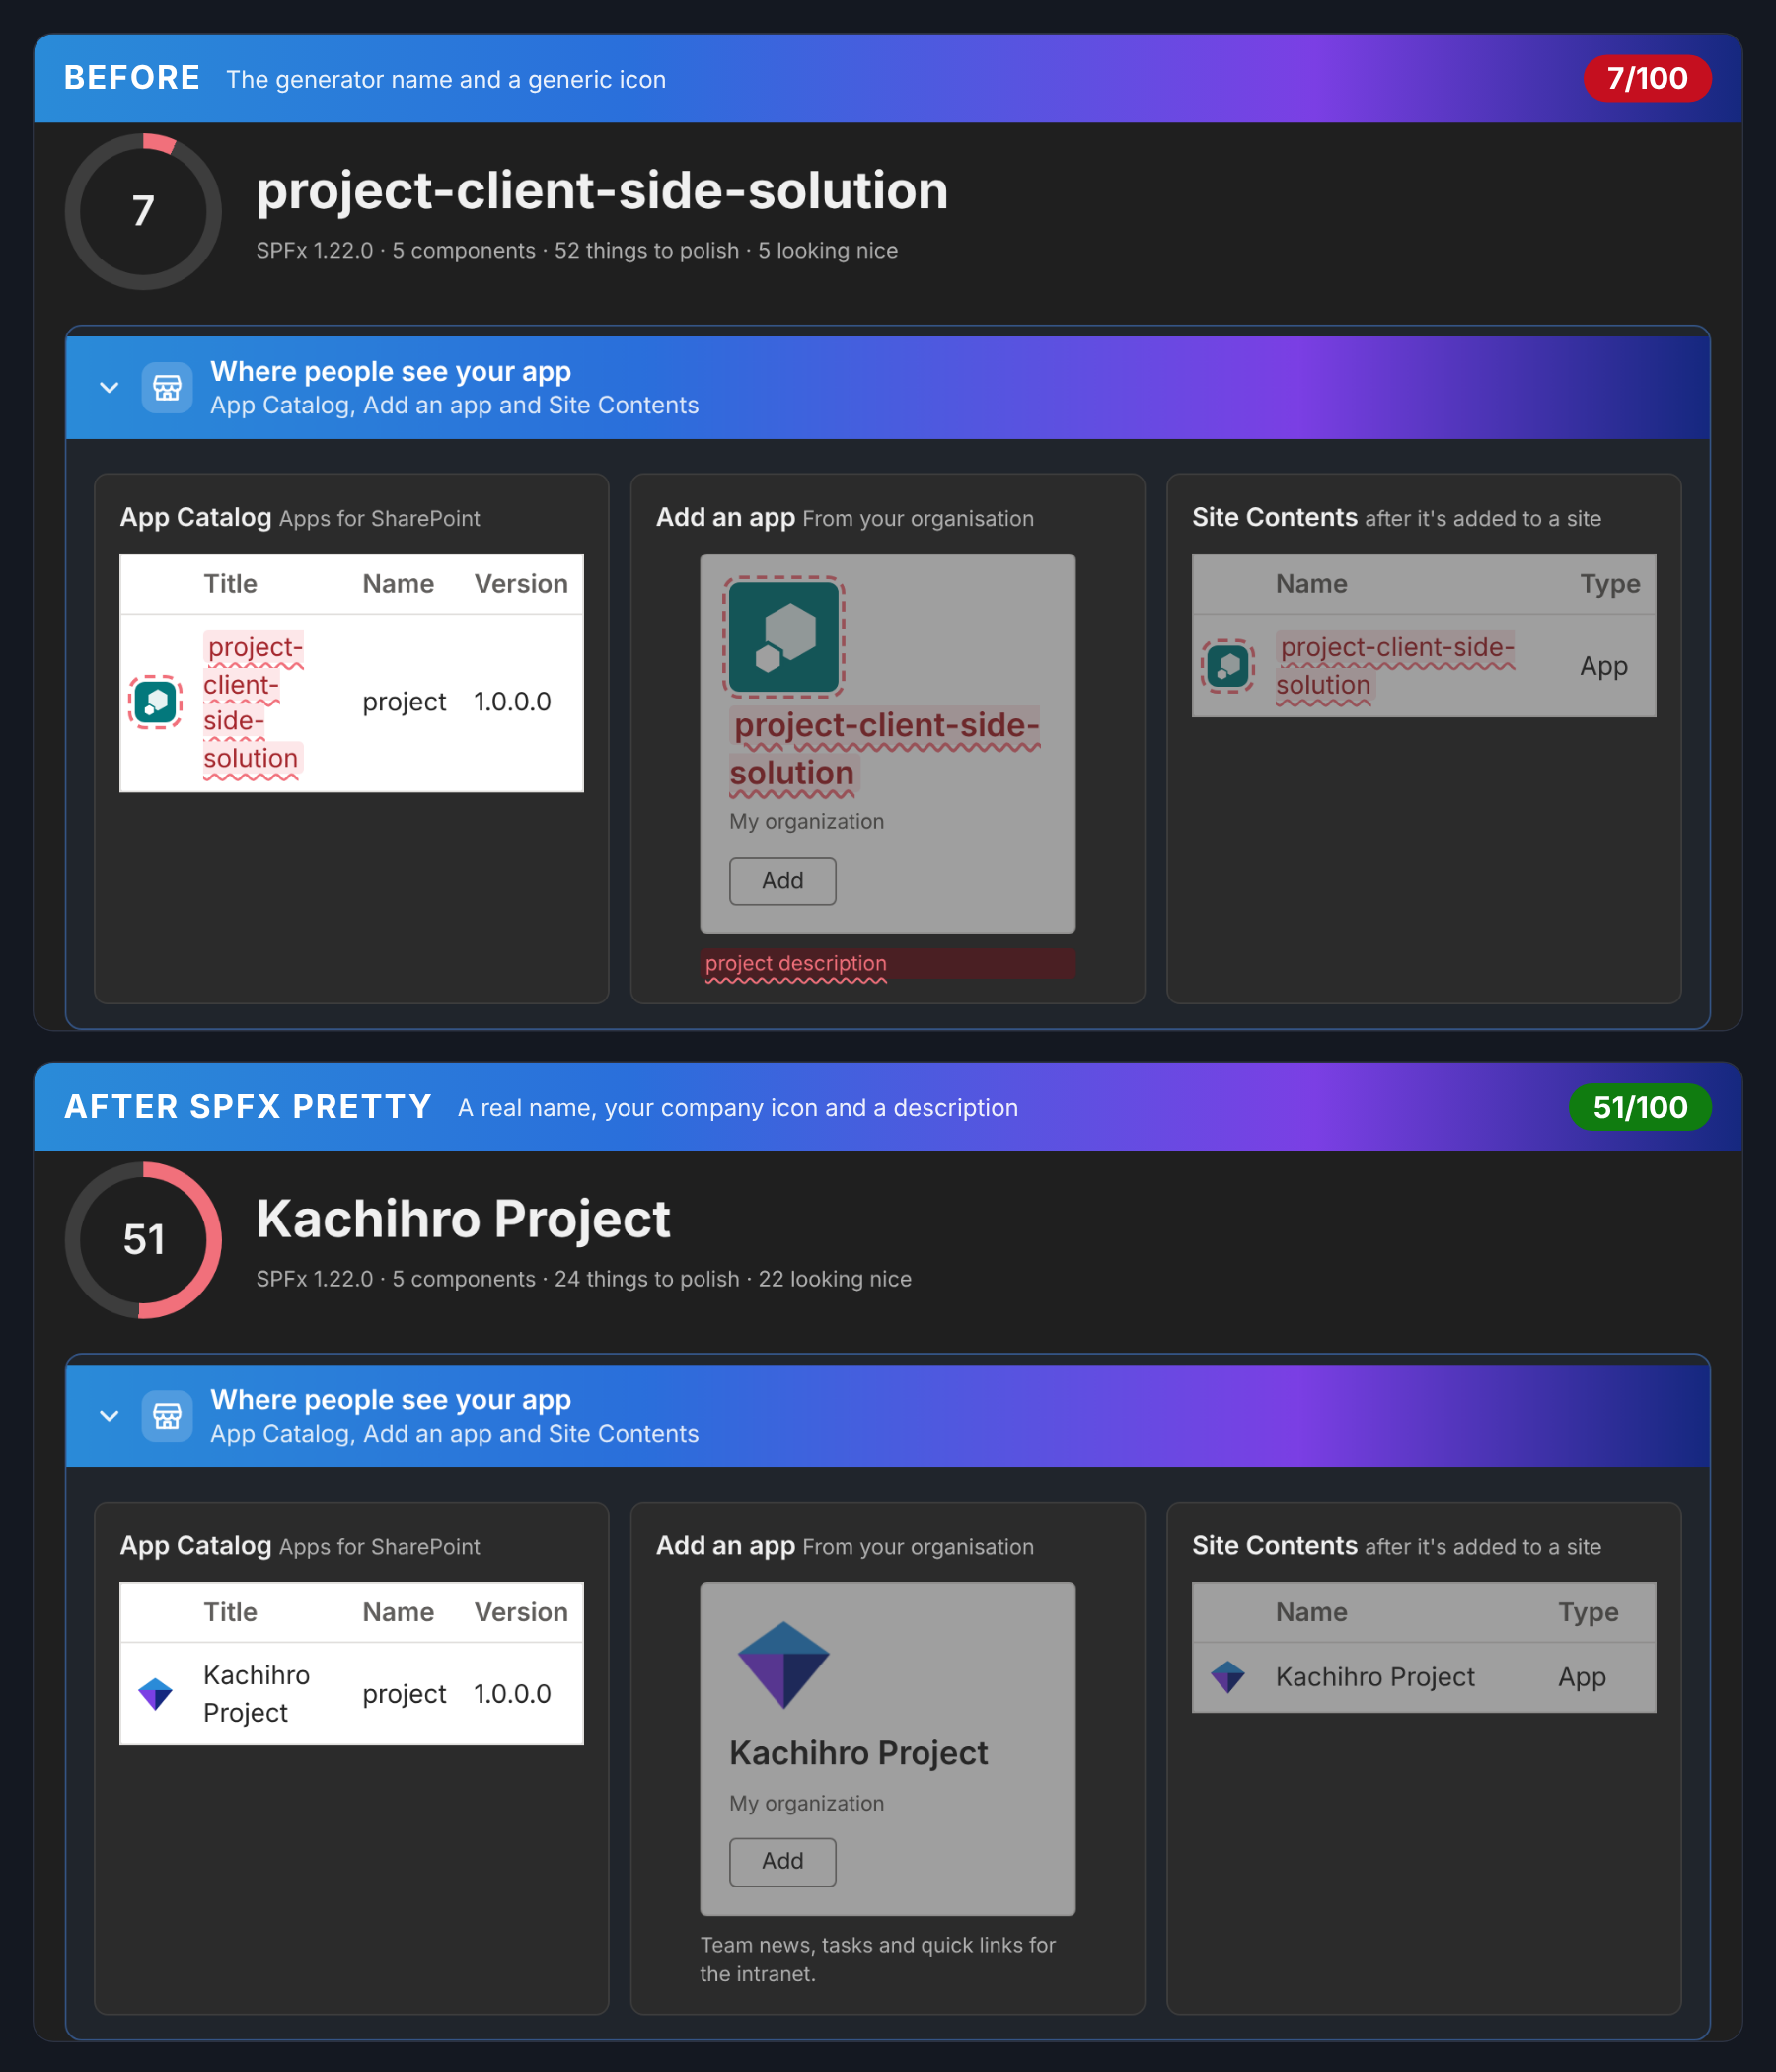 BEFORE The generator name and a generic icon 7/100
7
project-client-side-solution
SPFx 1.22.0 · 5 components · 52 things to polish · 5 looking nice
Where people see your app
App Catalog, Add an app and Site Contents
App Catalog Apps for SharePoint
Title Name Version
project-
client-
side-
solution
project 1.0.0.0
Add an app From your organisation
project-client-side-
solution
My organization
Add
project description
Site Contents after it's added to a site
Name Type
project-client-side-
solution
App
AFTER SPFX PRETTY A real name, your company icon and a description 51/100
51
Kachihro Project
SPFx 1.22.0 · 5 components · 24 things to polish · 22 looking nice
Where people see your app
App Catalog, Add an app and Site Contents
App Catalog Apps for SharePoint
Title Name Version
Kachihro
Project
project 1.0.0.0
Add an app From your organisation
Kachihro Project
My organization
Add
Team news, tasks and quick links for
the intranet.
Site Contents after it's added to a site
Name Type
Kachihro Project App